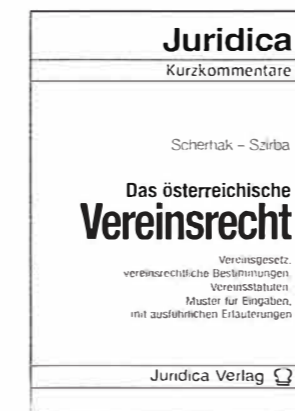 Juridica
Kurzkommentare
Scherhak – Szirba
Das österreichische
Vereinsrecht
Vereinsgesetz,
vereinsrechtliche Bestimmungen,
Vereinsstatuten,
Muster für Eingaben,
mit ausführlichen Erläuterungen
Juridica Verlag